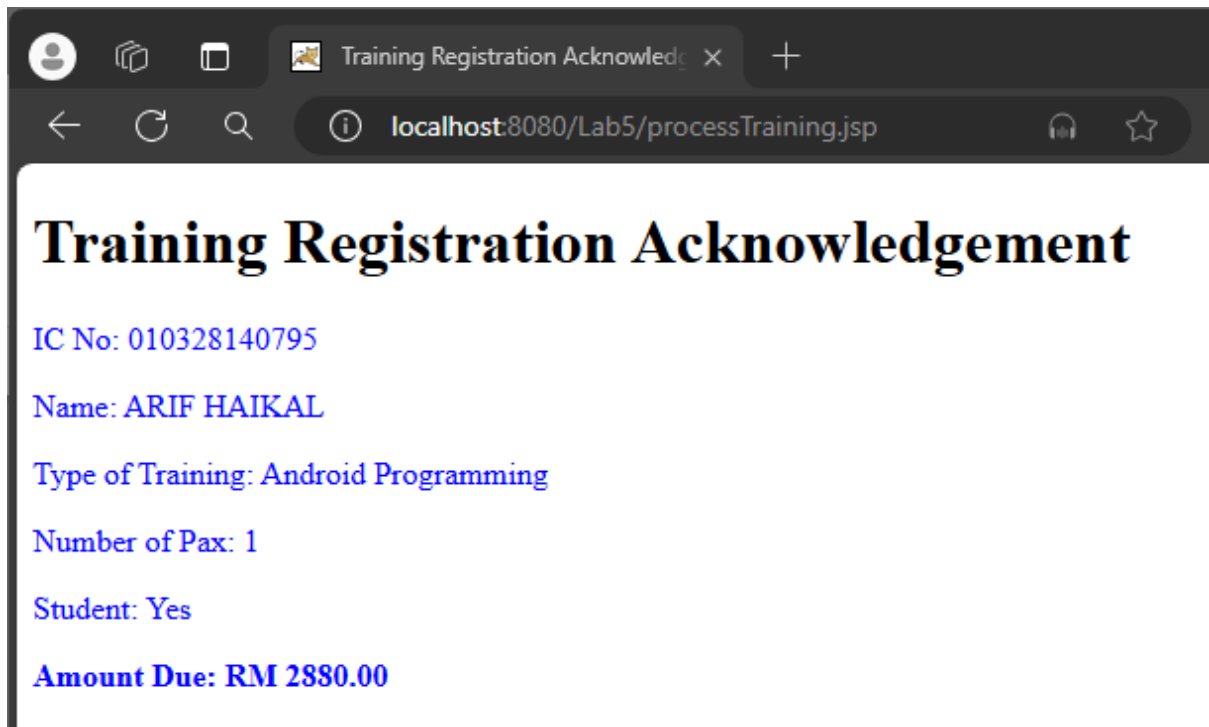 Training Registration Acknowledg
localhost:8080/Lab5/processTraining.jsp
Training Registration Acknowledgement
IC No: 010328140795
Name: ARIF HAIKAL
Type of Training: Android Programming
Number of Pax: 1
Student: Yes
Amount Due: RM 2880.00